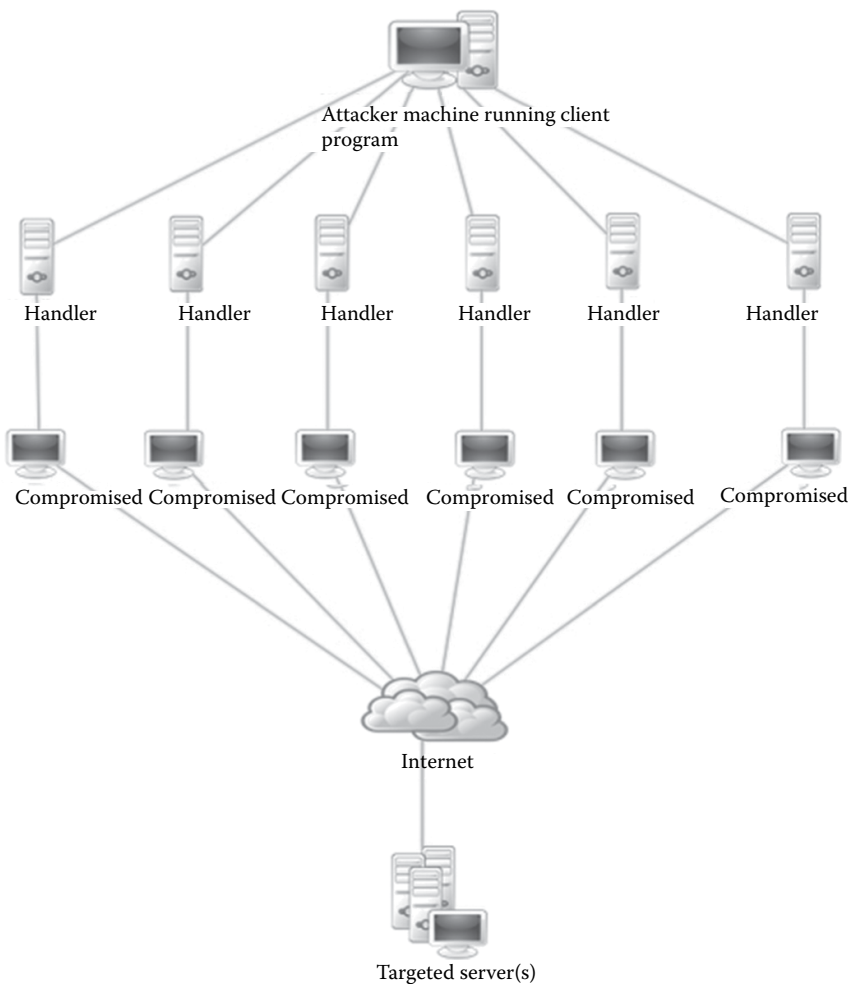 Attacker machine running client
program
Handler Handler Handler Handler Handler Handler
Compromised Compromised Compromised Compromised Compromised Compromised
Internet
Targeted server(s)